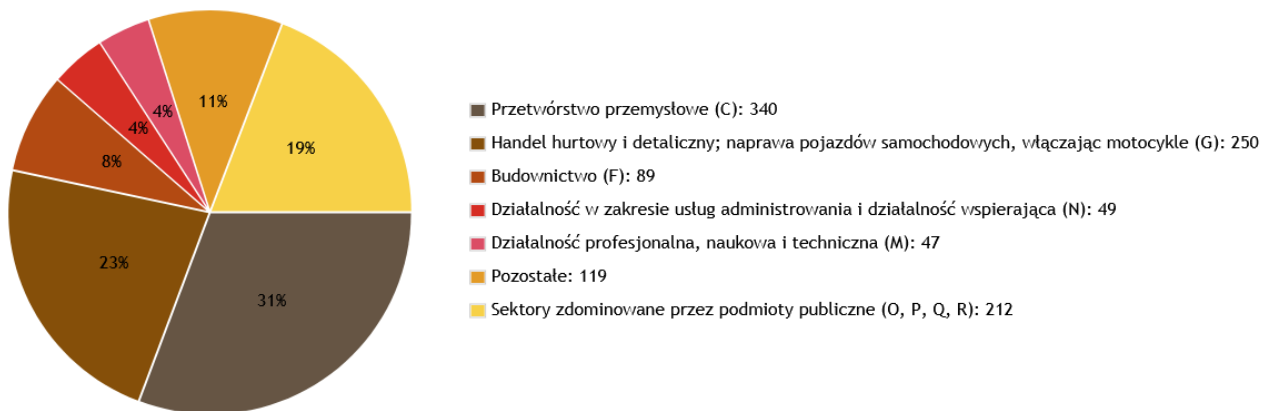 4%
11%
4%
19%
8%
23%
31%
Przetwórstwo przemysłowe (C): 340
Handel hurtowy i detaliczny; naprawa pojazdów samochodowych, włączając motocykle (G): 250
Budownictwo (F): 89
Działalność w zakresie usług administrowania i działalność wspierająca (N): 49
Działalność profesjonalna, naukowa i techniczna (M): 47
Pozostałe: 119
Sektory zdominowane przez podmioty publiczne (O, P, Q, R): 212